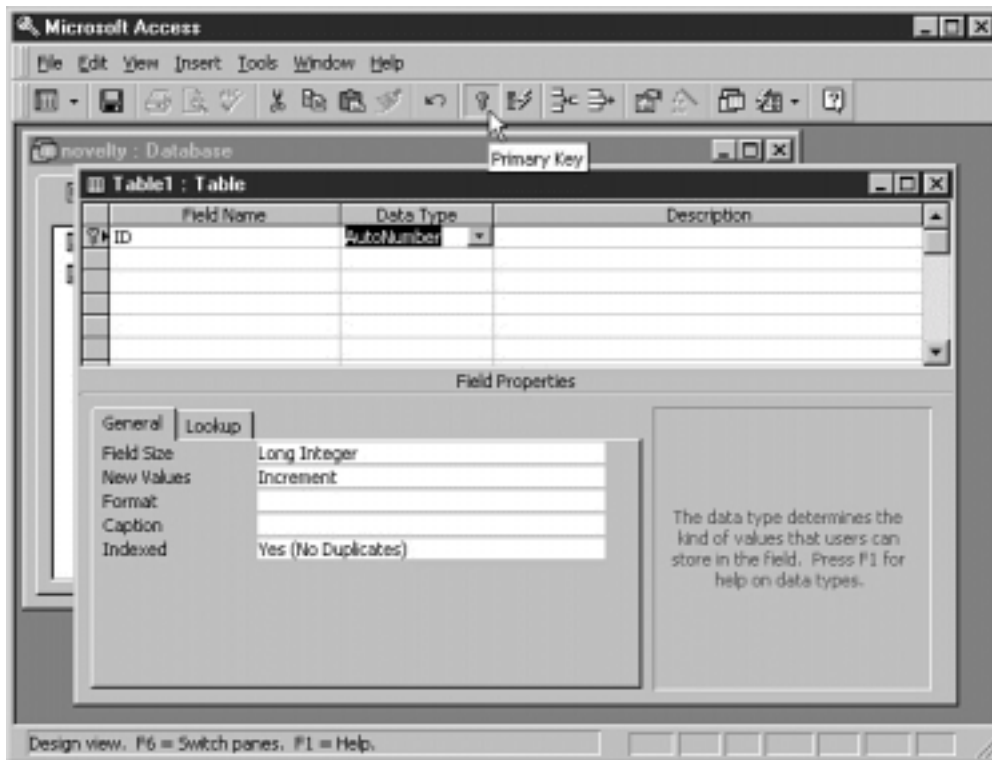 Microsoft Access
File Edit View Insert Tools Window Help
novelty : Database
Primary Key
Table1 : Table
Field Name Data Type Description
ID AutoNumber
Field Properties
General Lookup
Field Size Long Integer
New Values Increment
Format
Caption
Indexed Yes (No Duplicates)
The data type determines the
kind of values that users can
store in the field. Press F1 for
help on data types.
Design view. F6 = Switch panes. F1 = Help.